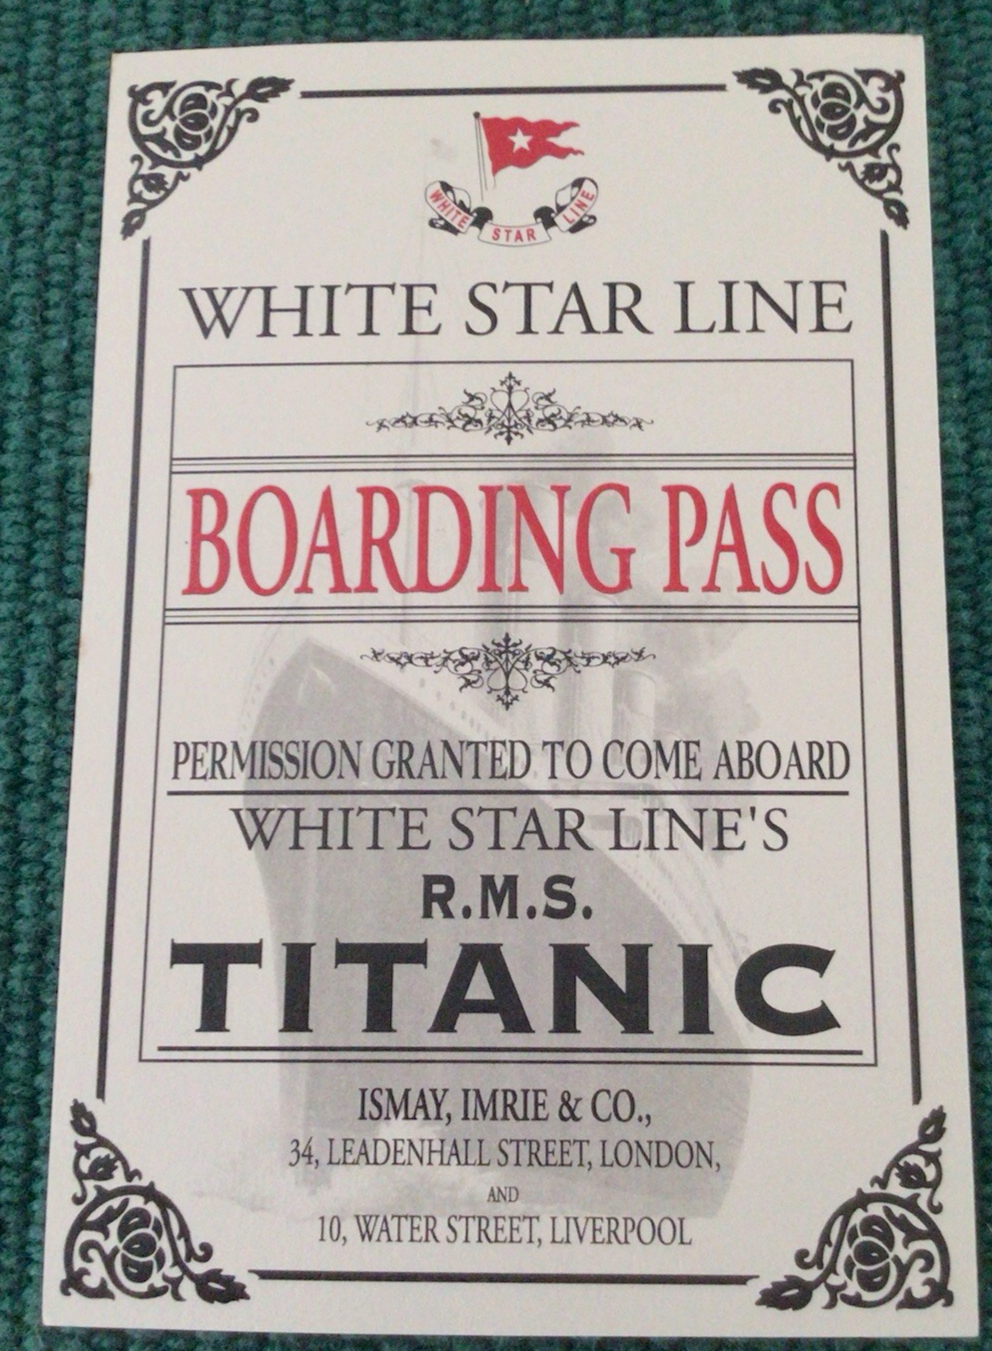 WHITE STAR LINE
WHITE STAR LINE
BOARDING PASS
PERMISSION GRANTED TO COME ABOARD
WHITE STAR LINE'S
R.M.S.
TITANIC
ISMAY, IMRIE & CO.,
34, LEADENHALL STREET, LONDON,
AND
10, WATER STREET, LIVERPOOL